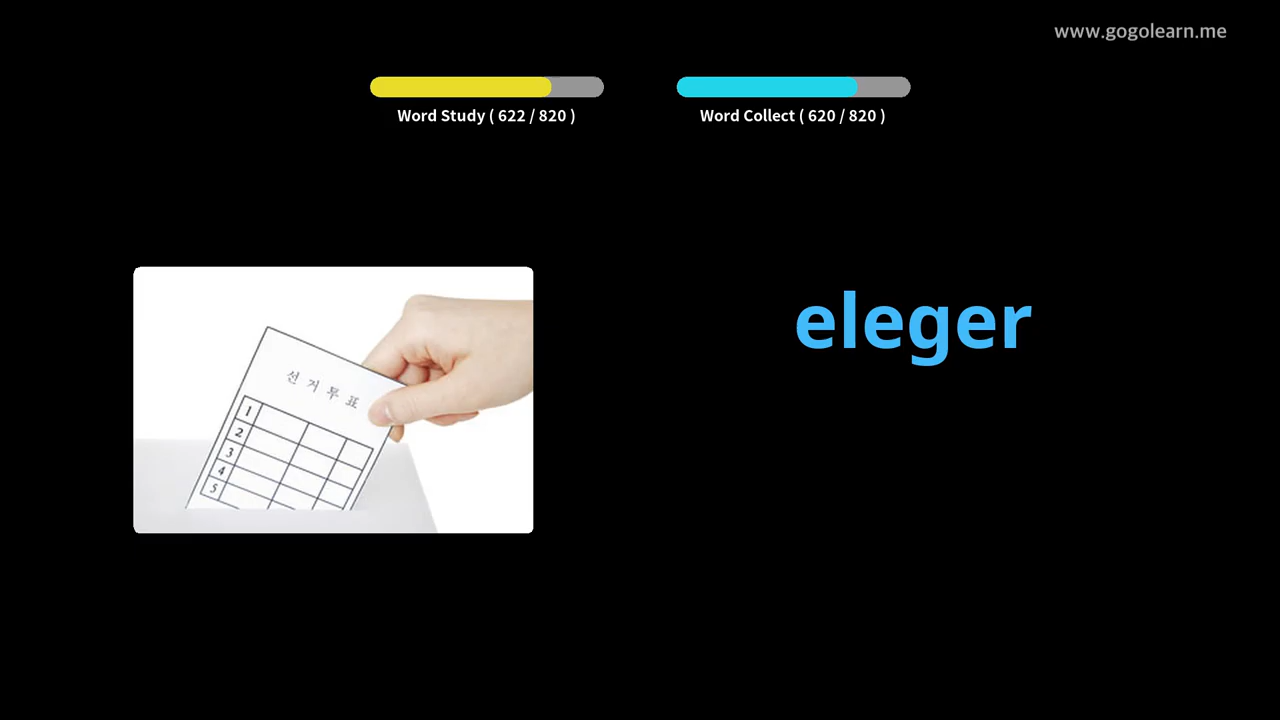 www.gogolearn.me
Word Study ( 622 / 820 )
Word Collect ( 620 / 820 )
eleger
선거투표
1
2
3
4
5